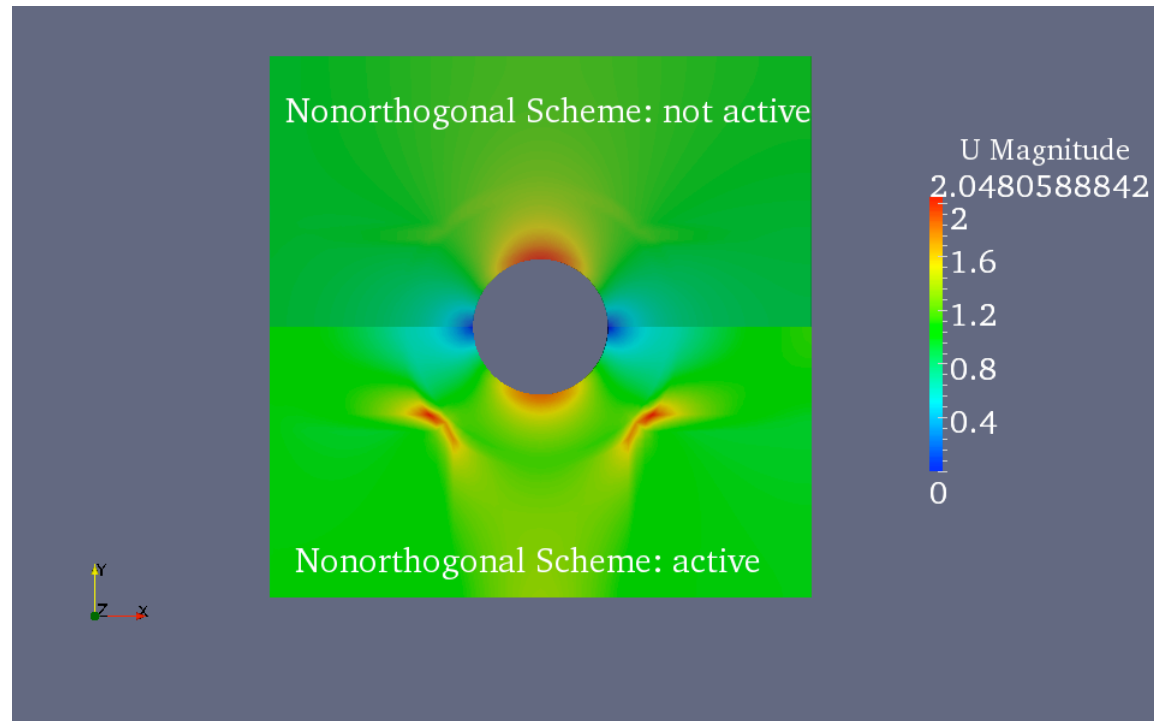 Nonorthogonal Scheme: not active
U Magnitude
2.0480588842
2
1.6
1.2
0.8
0.4
0
Nonorthogonal Scheme: active
Y
Z
X